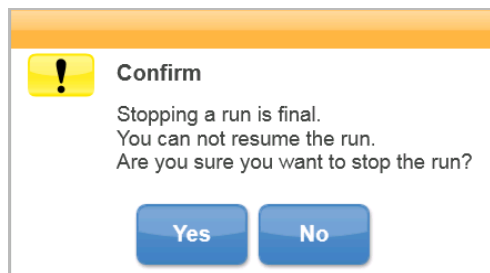 Confirm
Stopping a run is final.
You can not resume the run.
Are you sure you want to stop the run?
Yes No